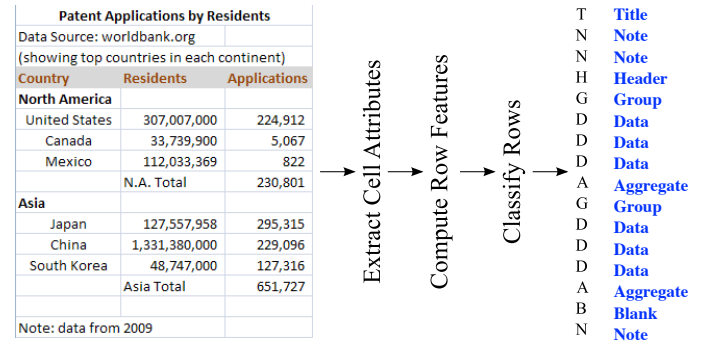 Patent Applications by Residents
Data Source: worldbank.org
(showing top countries in each continent)
Country Residents Applications
North America
United States 307,007,000 224,912
Canada 33,739,900 5,067
Mexico 112,033,369 822
N.A. Total 230,801
Asia
Japan 127,557,958 295,315
China 1,331,380,000 229,096
South Korea 48,747,000 127,316
Asia Total 651,727
Note: data from 2009
Extract Cell Attributes
Compute Row Features
Classify Rows
T Title
N Note
N Note
H Header
G Group
D Data
D Data
D Data
A Aggregate
G Group
D Data
D Data
D Data
A Aggregate
B Blank
N Note